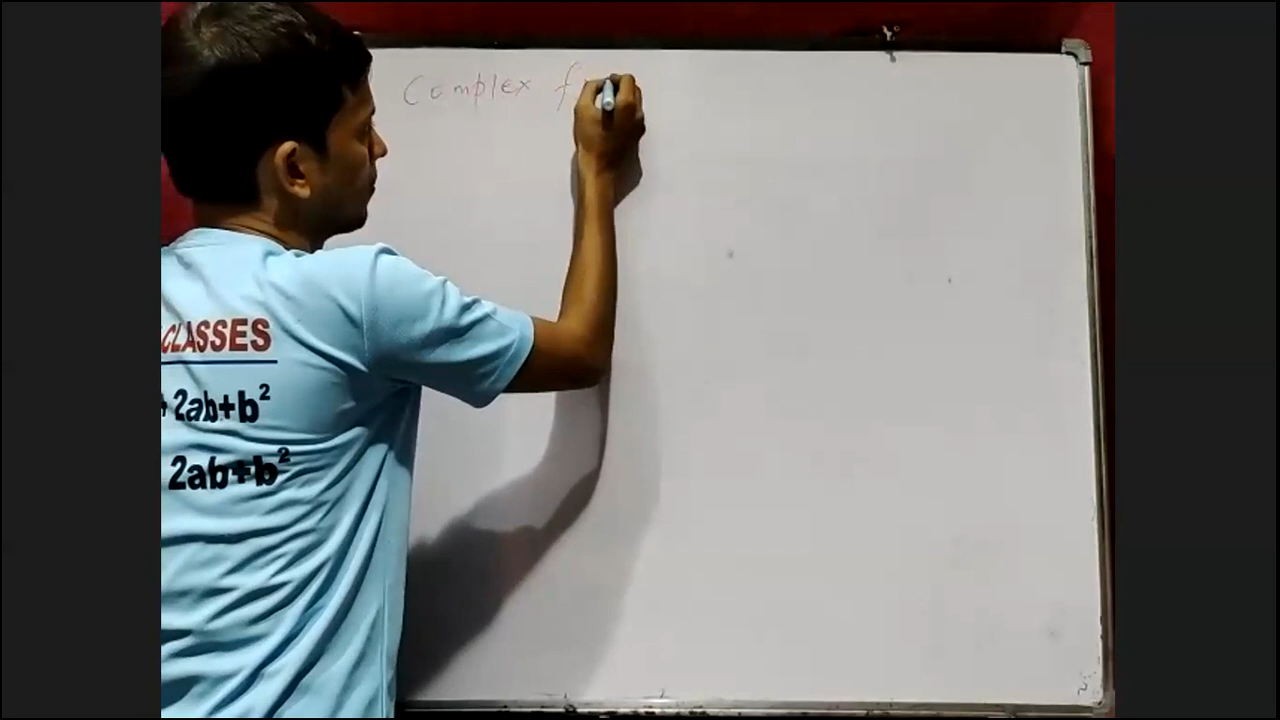 Complex f
CLASSES
+ 2ab+b²
2ab+b²